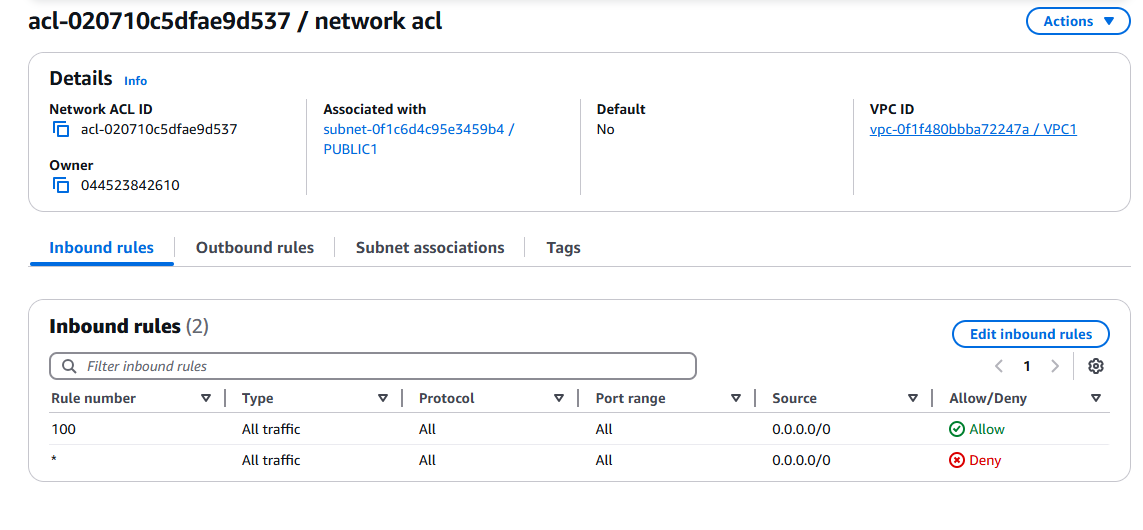 acl-020710c5dfae9d537 / network acl
Actions
Details Info
Network ACL ID
acl-020710c5dfae9d537
Associated with
subnet-0f1c6d4c95e3459b4 /
PUBLIC1
Default
No
VPC ID
vpc-0f1f480bbba72247a / VPC1
Owner
044523842610
Inbound rules Outbound rules Subnet associations Tags
Inbound rules (2)
Edit inbound rules
Filter inbound rules
1
Rule number Type Protocol Port range Source Allow/Deny
100 All traffic All All 0.0.0.0/0 Allow
* All traffic All All 0.0.0.0/0 Deny